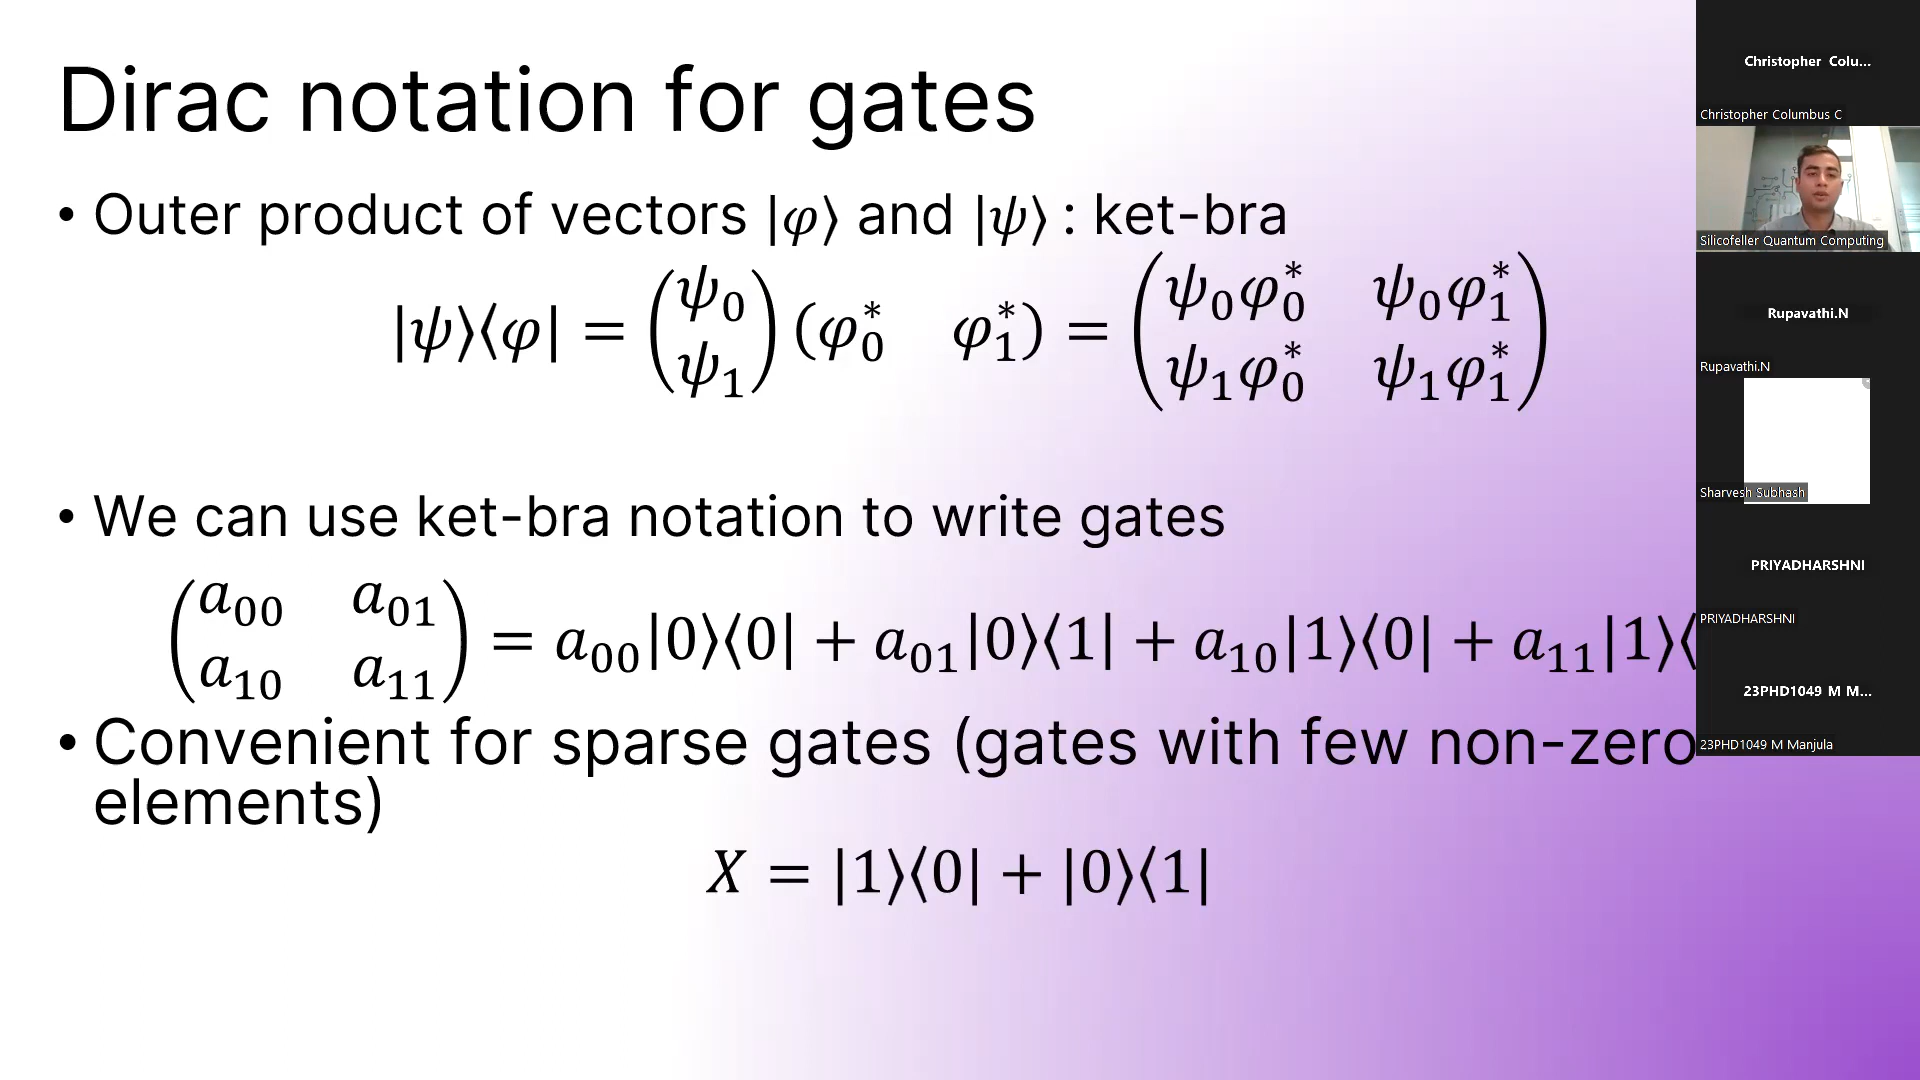 Dirac notation for gates
• Outer product of vectors |φ⟩ and |ψ⟩ : ket-bra
|ψ⟩⟨φ| = (ψ₀ ψ₁) (φ₀* φ₁*) = (ψ₀φ₀* ψ₀φ₁* ψ₁φ₀* ψ₁φ₁*)
• We can use ket-bra notation to write gates
(a₀₀ a₀₁ a₁₀ a₁₁) = a₀₀|0⟩⟨0| + a₀₁|0⟩⟨1| + a₁₀|1⟩⟨0| + a₁₁|1⟩⟨
• Convenient for sparse gates (gates with few non-zero
elements)
X = |1⟩⟨0| + |0⟩⟨1|
Christopher Colu...
Christopher Columbus C
Silicofeller Quantum Computing
Rupavathi.N
Rupavathi.N
Sharvesh Subhash
PRIYADHARSHNI
PRIYADHARSHNI
23PHD1049 M M...
23PHD1049 M Manjula